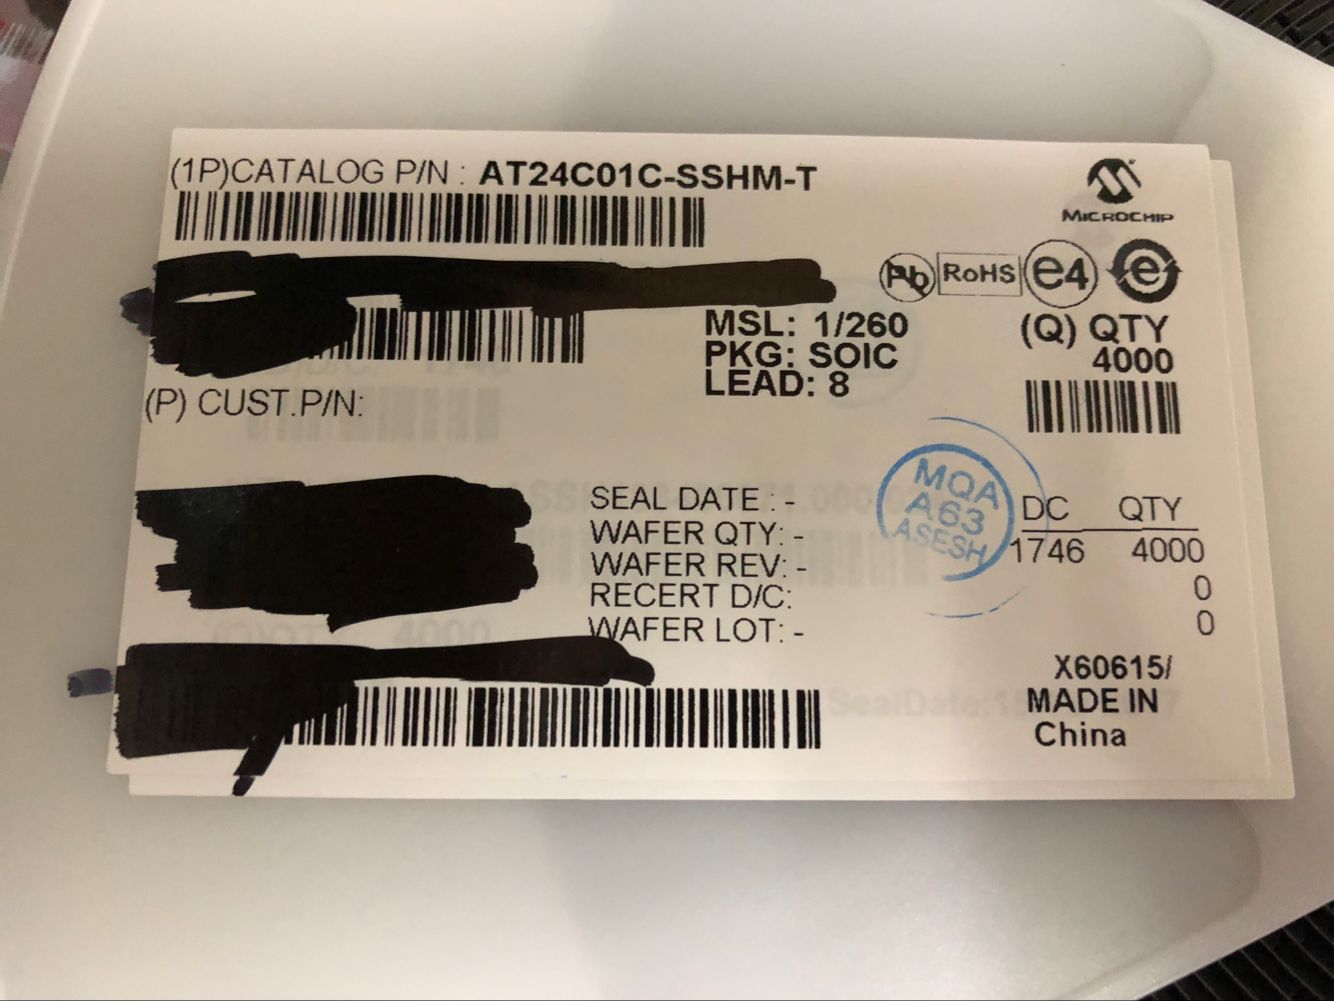 (1P)CATALOG P/N : AT24C01C-SSHM-T
MICROCHIP
Pb
RoHS
e4
e
MSL: 1/260
PKG: SOIC
LEAD: 8
(Q) QTY
4000
(P) CUST.P/N:
SEAL DATE : -
WAFER QTY: -
WAFER REV: -
RECERT D/C:
WAFER LOT: -
MQA
A63
ASESH
DC QTY
1746 4000
0
0
X60615/
MADE IN
China